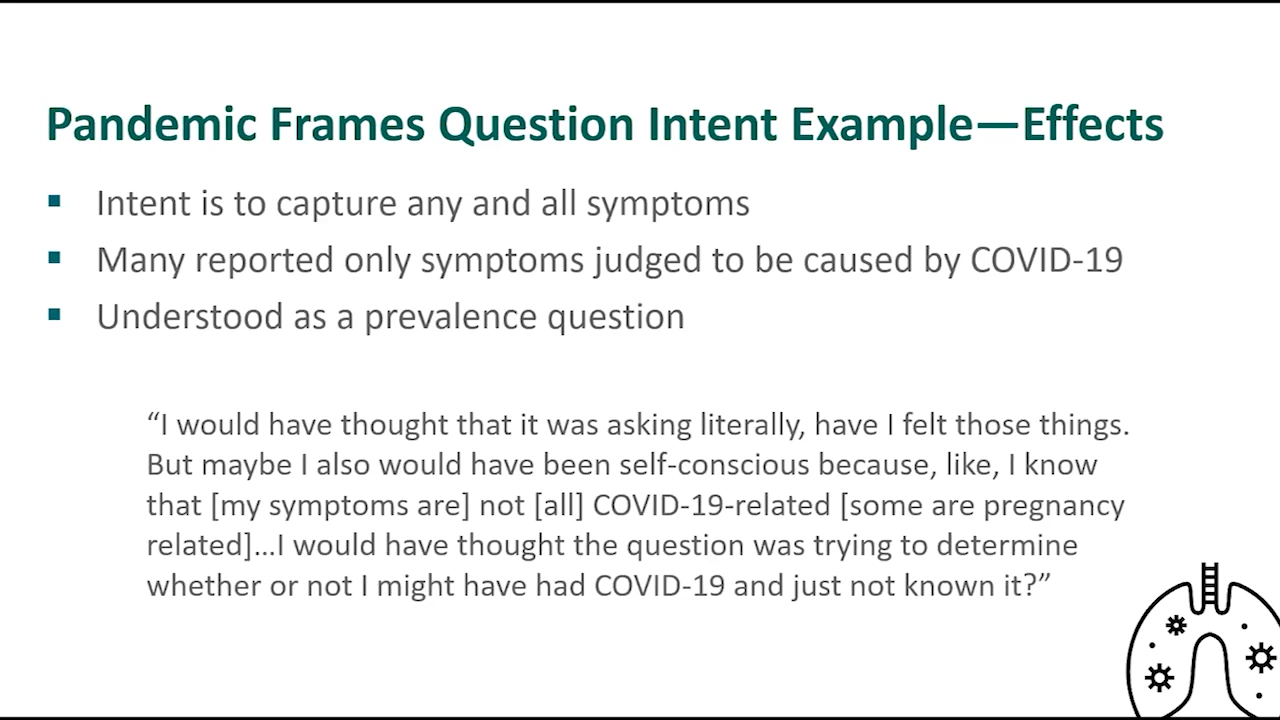 Pandemic Frames Question Intent Example—Effects
▪ Intent is to capture any and all symptoms
▪ Many reported only symptoms judged to be caused by COVID-19
▪ Understood as a prevalence question
“I would have thought that it was asking literally, have I felt those things.
But maybe I also would have been self-conscious because, like, I know
that [my symptoms are] not [all] COVID-19-related [some are pregnancy
related]…I would have thought the question was trying to determine
whether or not I might have had COVID-19 and just not known it?”